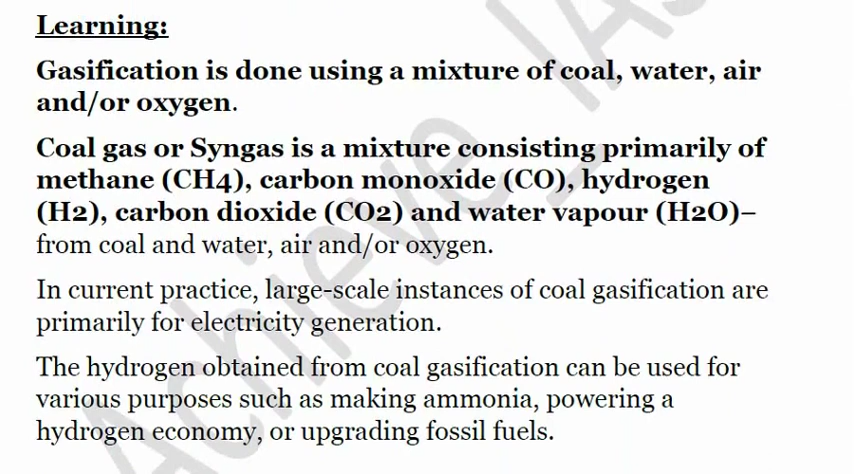 Learning:
Gasification is done using a mixture of coal, water, air
and/or oxygen.
Coal gas or Syngas is a mixture consisting primarily of
methane (CH4), carbon monoxide (CO), hydrogen
(H2), carbon dioxide (CO2) and water vapour (H2O)–
from coal and water, air and/or oxygen.
In current practice, large-scale instances of coal gasification are
primarily for electricity generation.
The hydrogen obtained from coal gasification can be used for
various purposes such as making ammonia, powering a
hydrogen economy, or upgrading fossil fuels.
Achieve_IAS